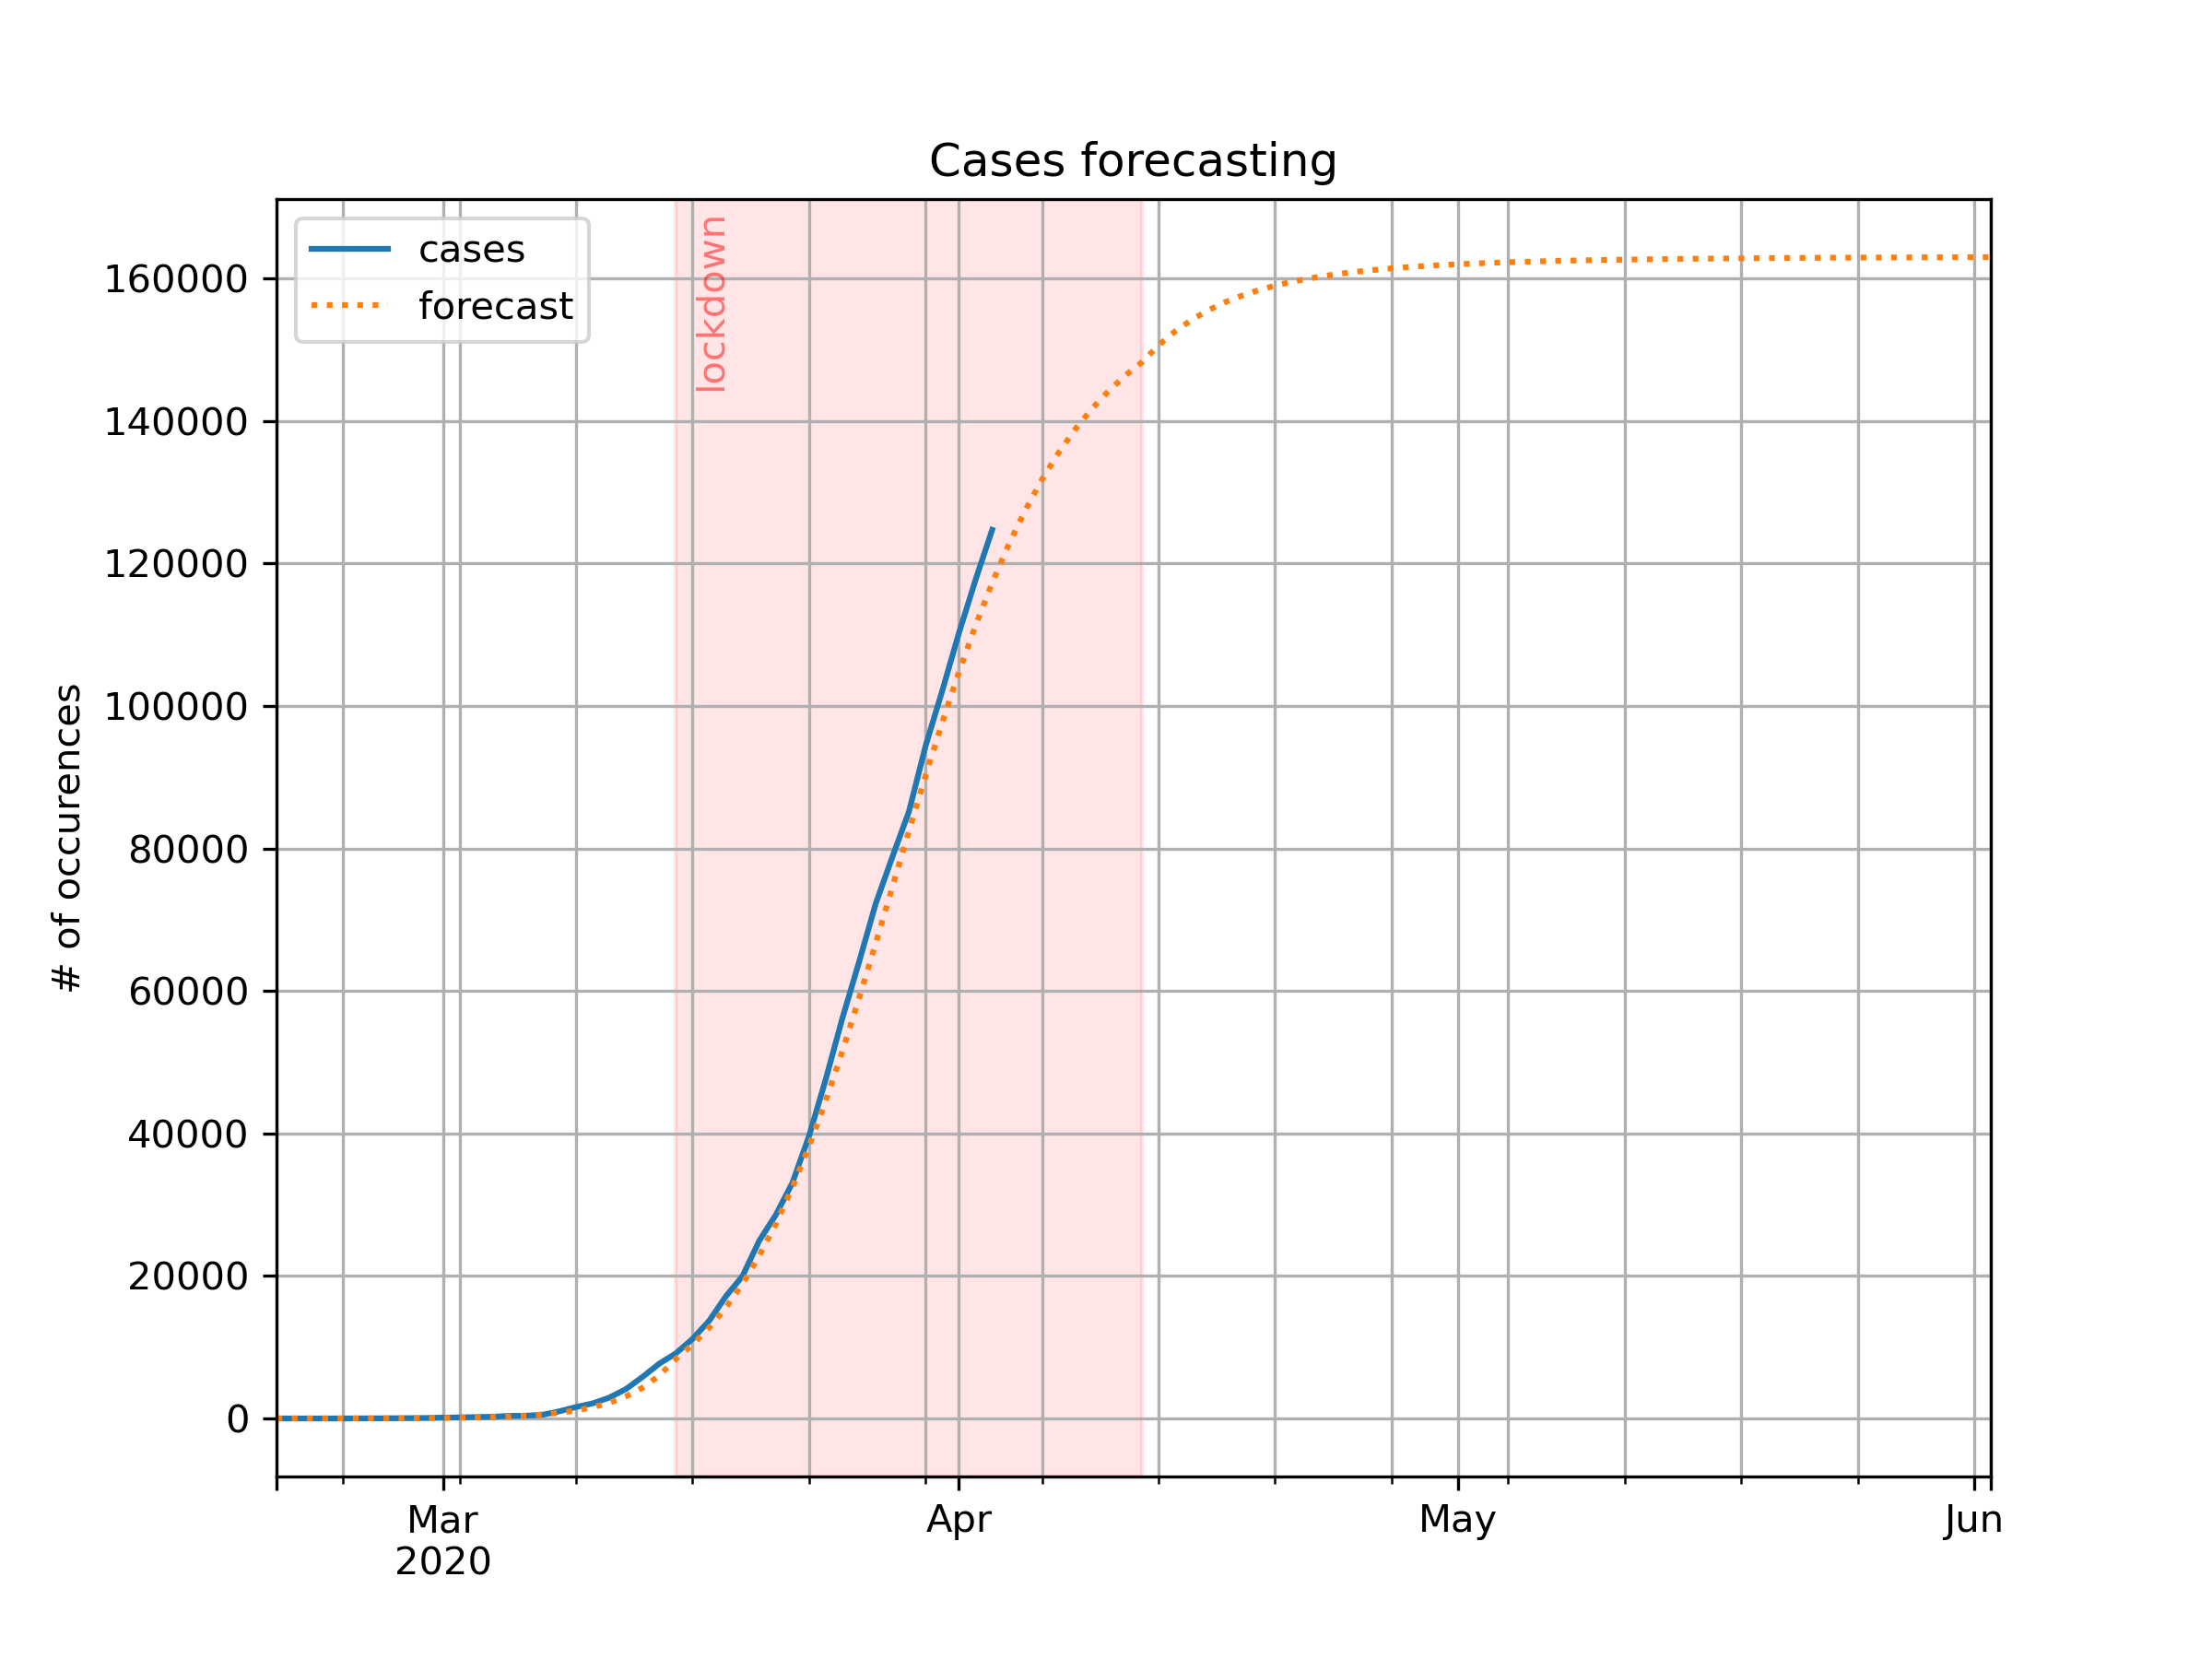 Cases forecasting
cases
forecast
lockdown
# of occurences
160000
140000
120000
100000
80000
60000
40000
20000
0
Mar
2020
Apr
May
Jun